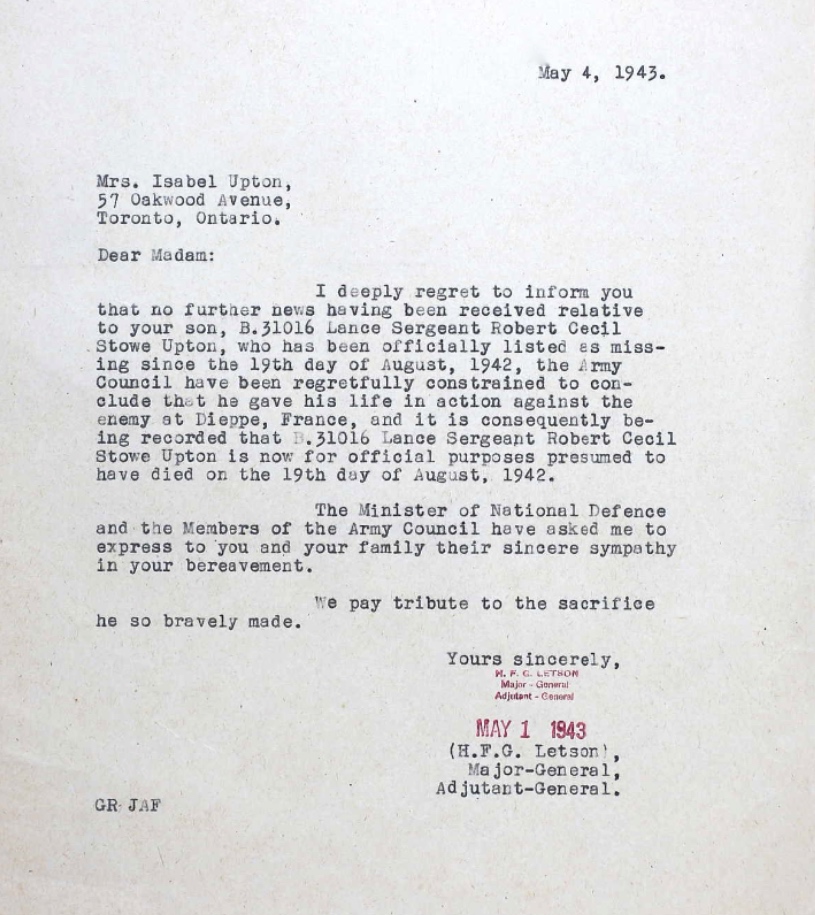 May 4, 1943.
Mrs. Isabel Upton,
57 Oakwood Avenue,
Toronto, Ontario.
Dear Madam:
I deeply regret to inform you
that no further news having been received relative
to your son, B.31016 Lance Sergeant Robert Cecil
Stowe Upton, who has been officially listed as miss-
ing since the 19th day of August, 1942, the Army
Council have been regretfully constrained to con-
clude that he gave his life in action against the
enemy at Dieppe, France, and it is consequently be-
ing recorded that B.31016 Lance Sergeant Robert Cecil
Stowe Upton is now for official purposes presumed to
have died on the 19th day of August, 1942.
The Minister of National Defence
and the Members of the Army Council have asked me to
express to you and your family their sincere sympathy
in your bereavement.
We pay tribute to the sacrifice
he so bravely made.
Yours sincerely,
H. F. G. LETSON
Major - General
Adjutant - General
MAY 1 1943
(H.F.G. Letson),
Major-General,
Adjutant-General.
GR JAF